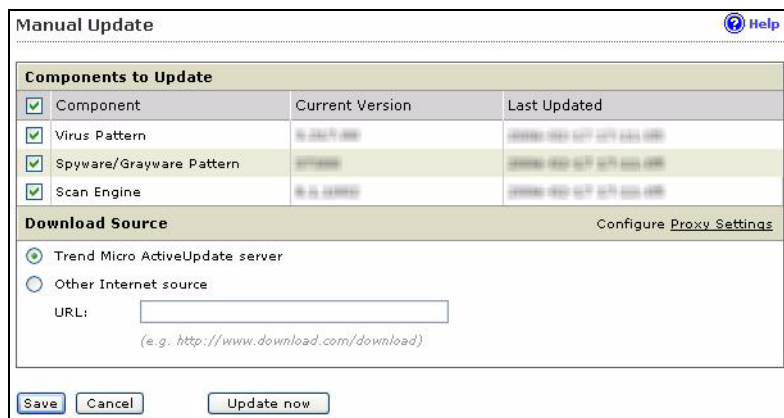 Manual Update
Help
Components to Update
Component Current Version Last Updated
Virus Pattern
Spyware/Grayware Pattern
Scan Engine
Download Source Configure Proxy Settings
Trend Micro ActiveUpdate server
Other Internet source
URL:
(e.g. http://www.download.com/download)
Save Cancel Update now